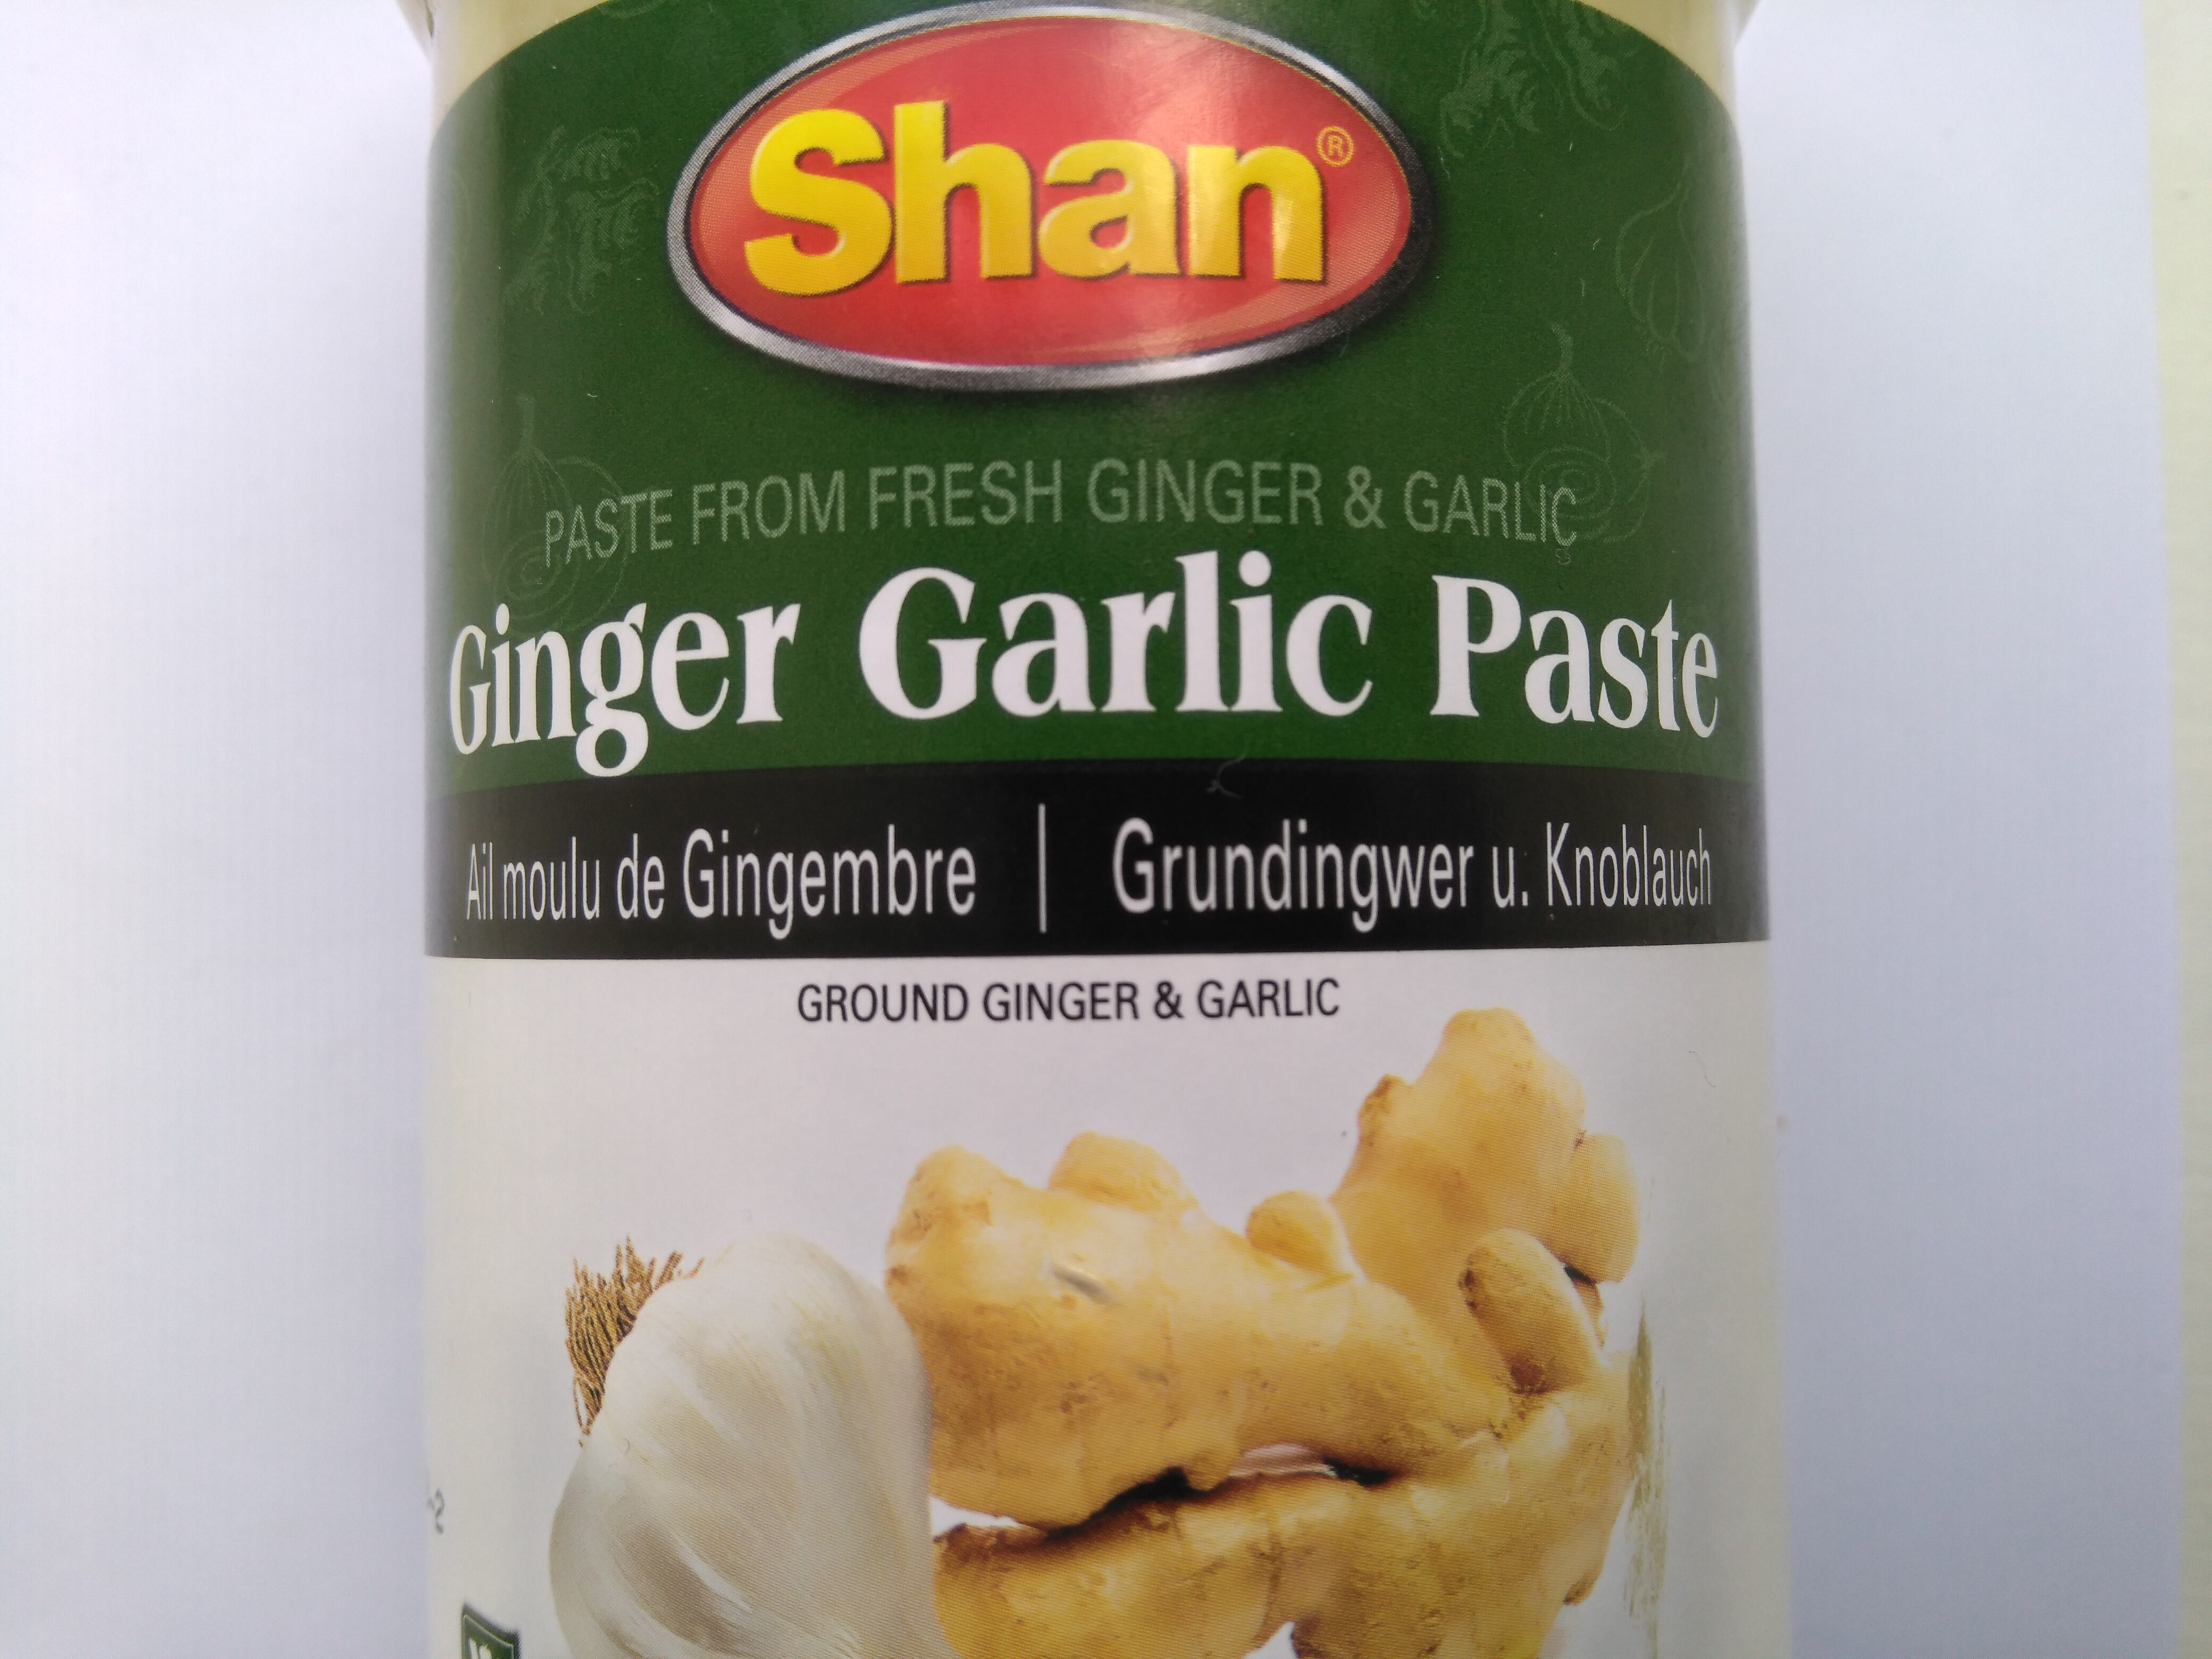 Shan®
PASTE FROM FRESH GINGER & GARLIC
Ginger Garlic Paste
Ail moulu de Gingembre | Grundingwer u. Knoblauch
GROUND GINGER & GARLIC